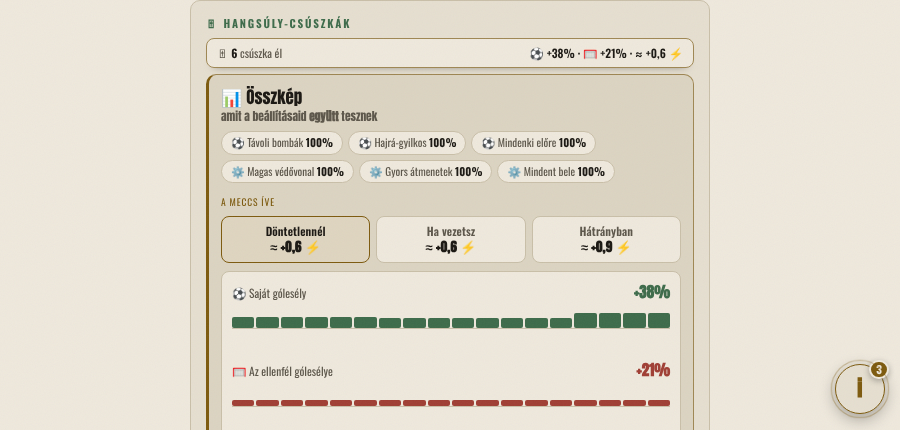 HANGSÚLY-CSÚSZKÁK
6 csúszka él
+38% · +21% · ≈ +0,6 ⚡
Összkép
amit a beállításaid együtt tesznek
Távoli bombák 100%
Hajrá-gyilkos 100%
Mindenki előre 100%
Magas védővonal 100%
Gyors átmenetek 100%
Mindent bele 100%
A MECCS ÍVE
Döntetlennél
≈ +0,6 ⚡
Ha vezetsz
≈ +0,6 ⚡
Hátrányban
≈ +0,9 ⚡
Saját gólesély
+38%
Az ellenfél gólesélye
+21%
3
i